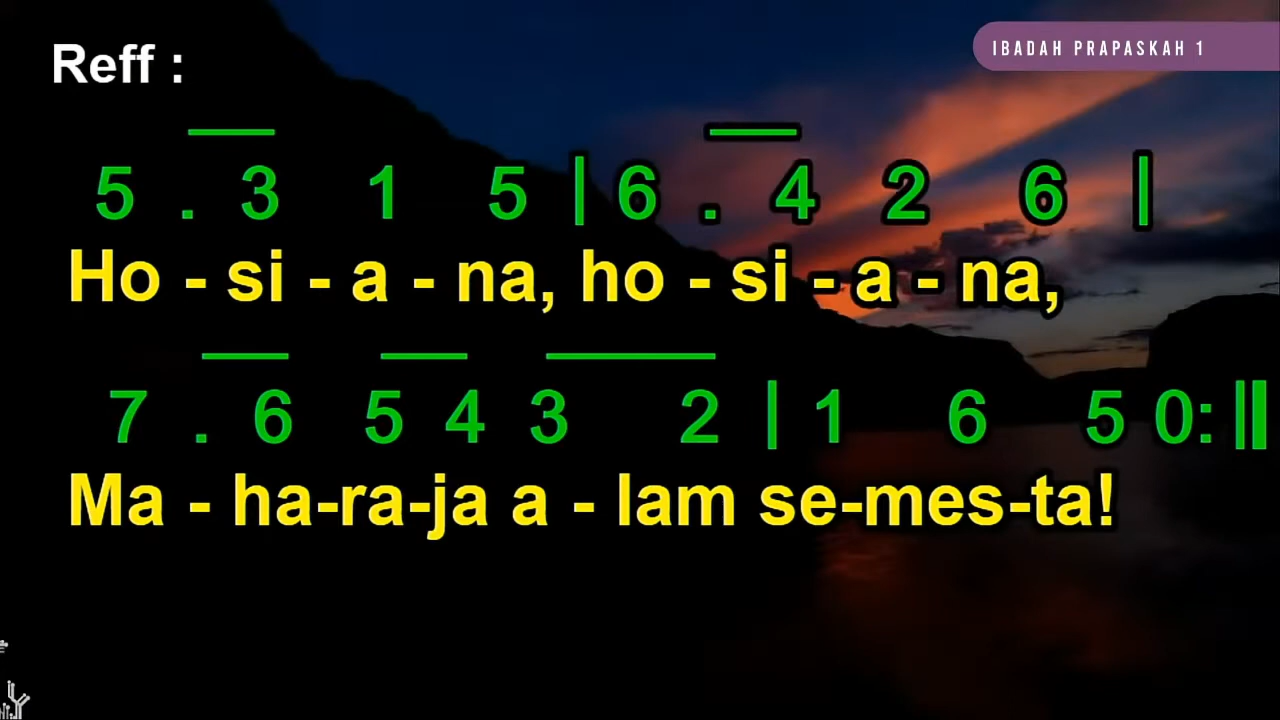 IBADAH PRAPASKAH 1
Reff :
5 . 3 1 5 | 6 . 4 2 6 |
Ho - si - a - na, ho - si - a - na,
7 . 6 5 4 3 2 | 1 6 5 0:||
Ma - ha-ra-ja a - lam se-mes-ta!